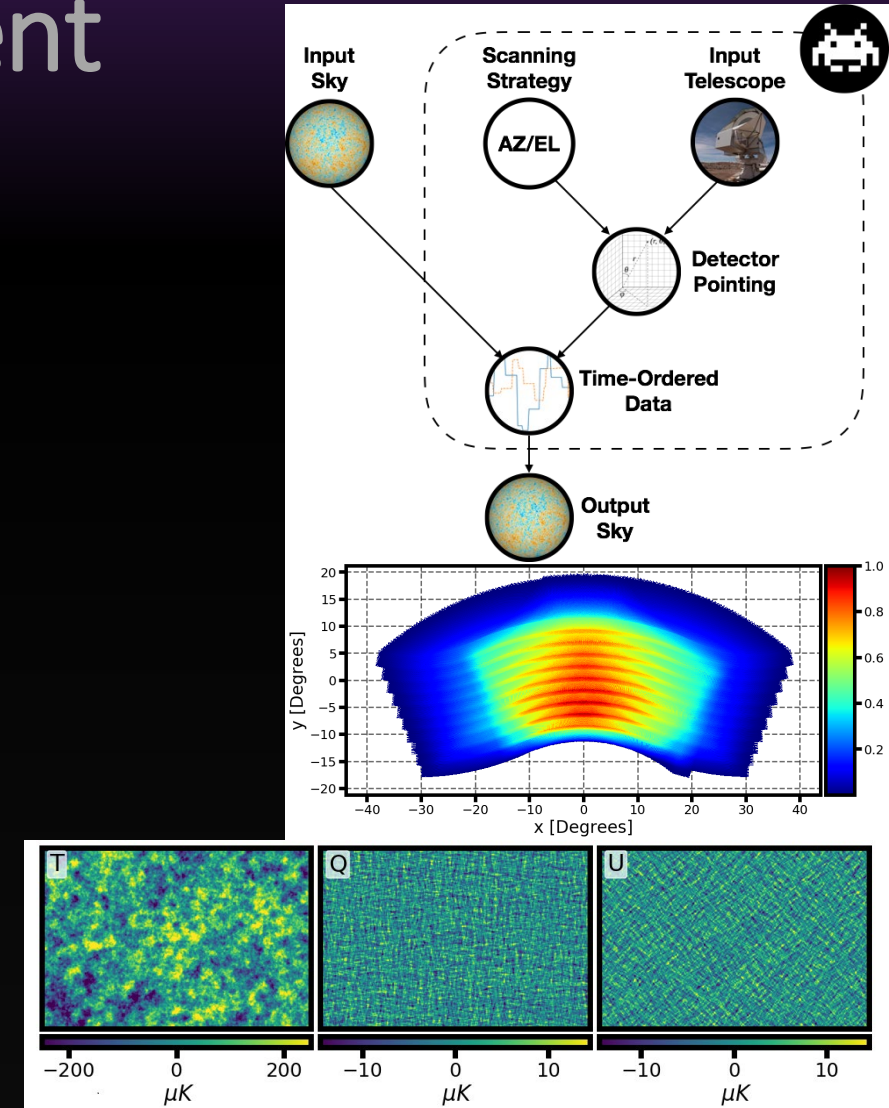 ent
Input
Sky
Scanning
Strategy
Input
Telescope
AZ/EL
Detector
Pointing
Time-Ordered
Data
Output
Sky
20
15
10
5
0
−5
−10
−15
−20
y [Degrees]
−40 −30 −20 −10 0 10 20 30 40
x [Degrees]
1.0
0.8
0.6
0.4
0.2
T Q U
−200 0 200 −10 0 10 −10 0 10
μK μK μK